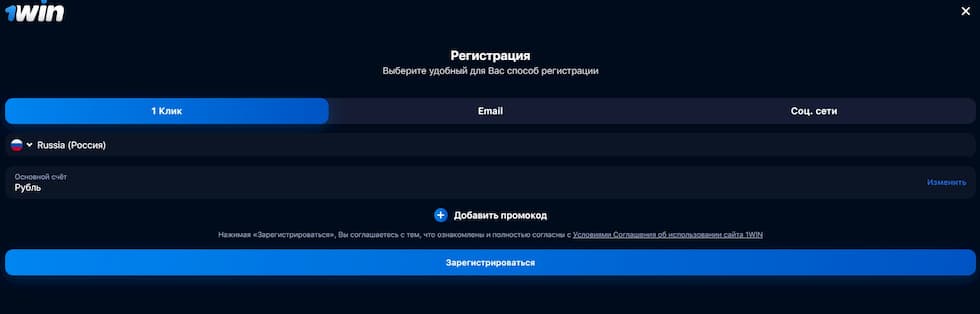 1win
Регистрация
Выберите удобный для Вас способ регистрации
1 Клик
Email
Соц. сети
Russia (Россия)
Основной счёт
Рубль
Изменить
Добавить промокод
Нажимая «Зарегистрироваться», Вы соглашаетесь с тем, что ознакомлены и полностью согласны с Условиями Соглашения об использовании сайта 1WIN
Зарегистрироваться